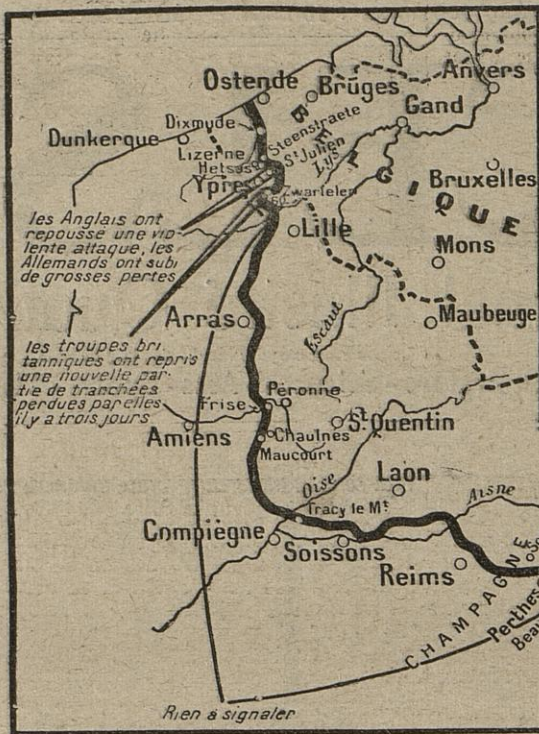 Ostende
Brüges
Anvers
Dixmude
Gand
Dunkerque
Steenstraete
Lizerne
St Julien
Hetsas
Lys
BELGIQUE
Ypres
Zwartelen
Bruxelles
les Anglais ont
repoussé une vio
lente attaque, les
Allemands ont subi
de grosses pertes
Lille
Mons
Arras
Escaut
Maubeuge
les troupes bri.
tanniques ont repris
une nouvelle par-
tie de tranchées
perdues par elles
il y a trois jours
Péronne
Frise
Amiens
St Quentin
Chaulnes
Maucourt
Oise
Laon
Aisne
Tracy le Mt
Compiègne
Soissons
Reims
CHAMPAGNE
Perthes
Beau
Rien à signaler